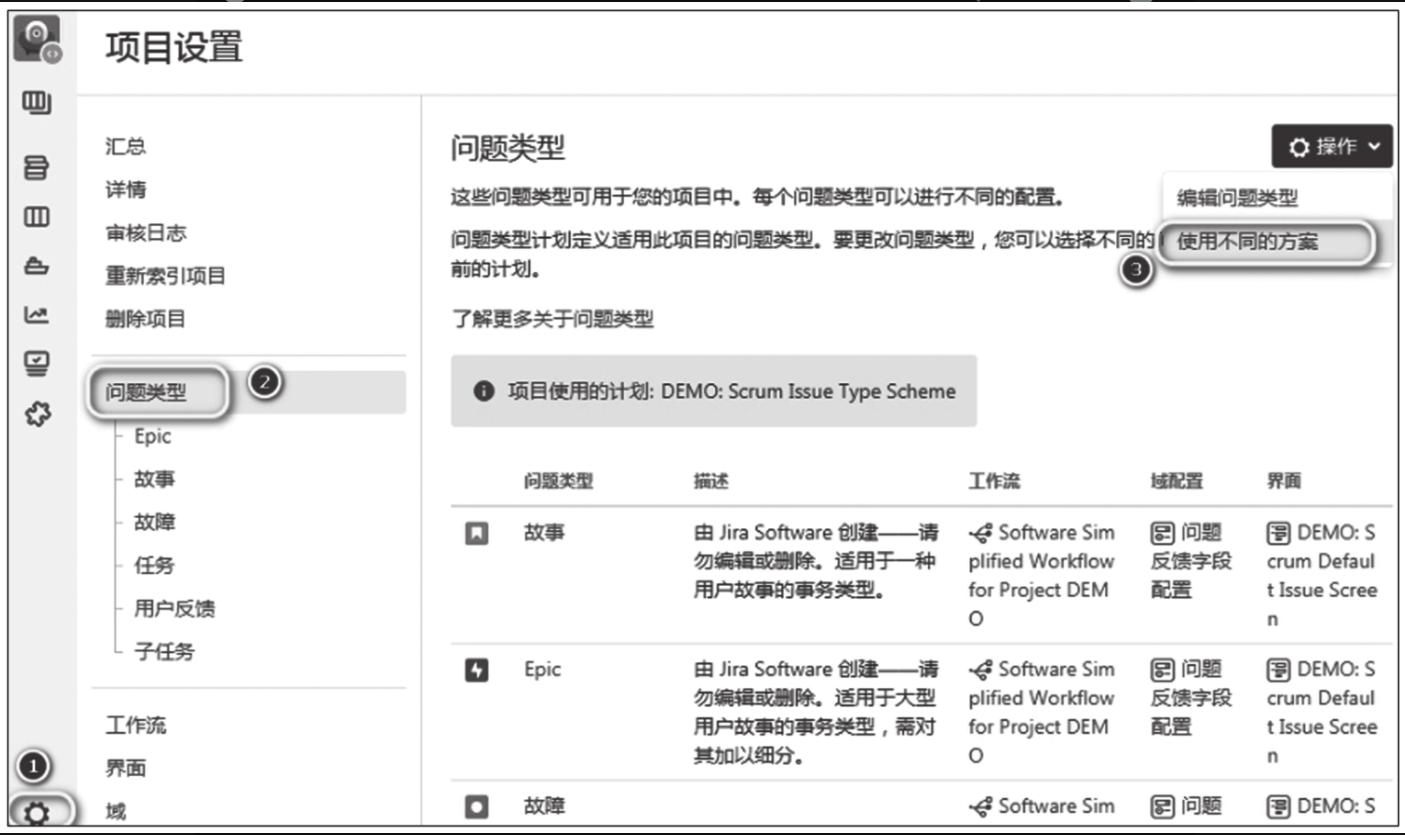 项目设置
汇总
详情
审核日志
重新索引项目
删除项目
问题类型
2
Epic
故事
故障
任务
用户反馈
子任务
工作流
界面
域
1
问题类型
操作
编辑问题类型
使用不同的方案
3
这些问题类型可用于您的项目中。每个问题类型可以进行不同的配置。
问题类型计划定义适用此项目的问题类型。要更改问题类型，您可以选择不同的
前的计划。
了解更多关于问题类型
项目使用的计划: DEMO: Scrum Issue Type Scheme
问题类型 描述 工作流 域配置 界面
故事 由 Jira Software 创建——请 Software Sim 问题 DEMO: S
勿编辑或删除。适用于一种 plified Workflow 反馈字段 crum Defaul
用户故事的事务类型。 for Project DEM 配置 t Issue Scree
O n
Epic 由 Jira Software 创建——请 Software Sim 问题 DEMO: S
勿编辑或删除。适用于大型 plified Workflow 反馈字段 crum Defaul
用户故事的事务类型，需对 for Project DEM 配置 t Issue Scree
其加以细分。 O n
故障 Software Sim 问题 DEMO: S